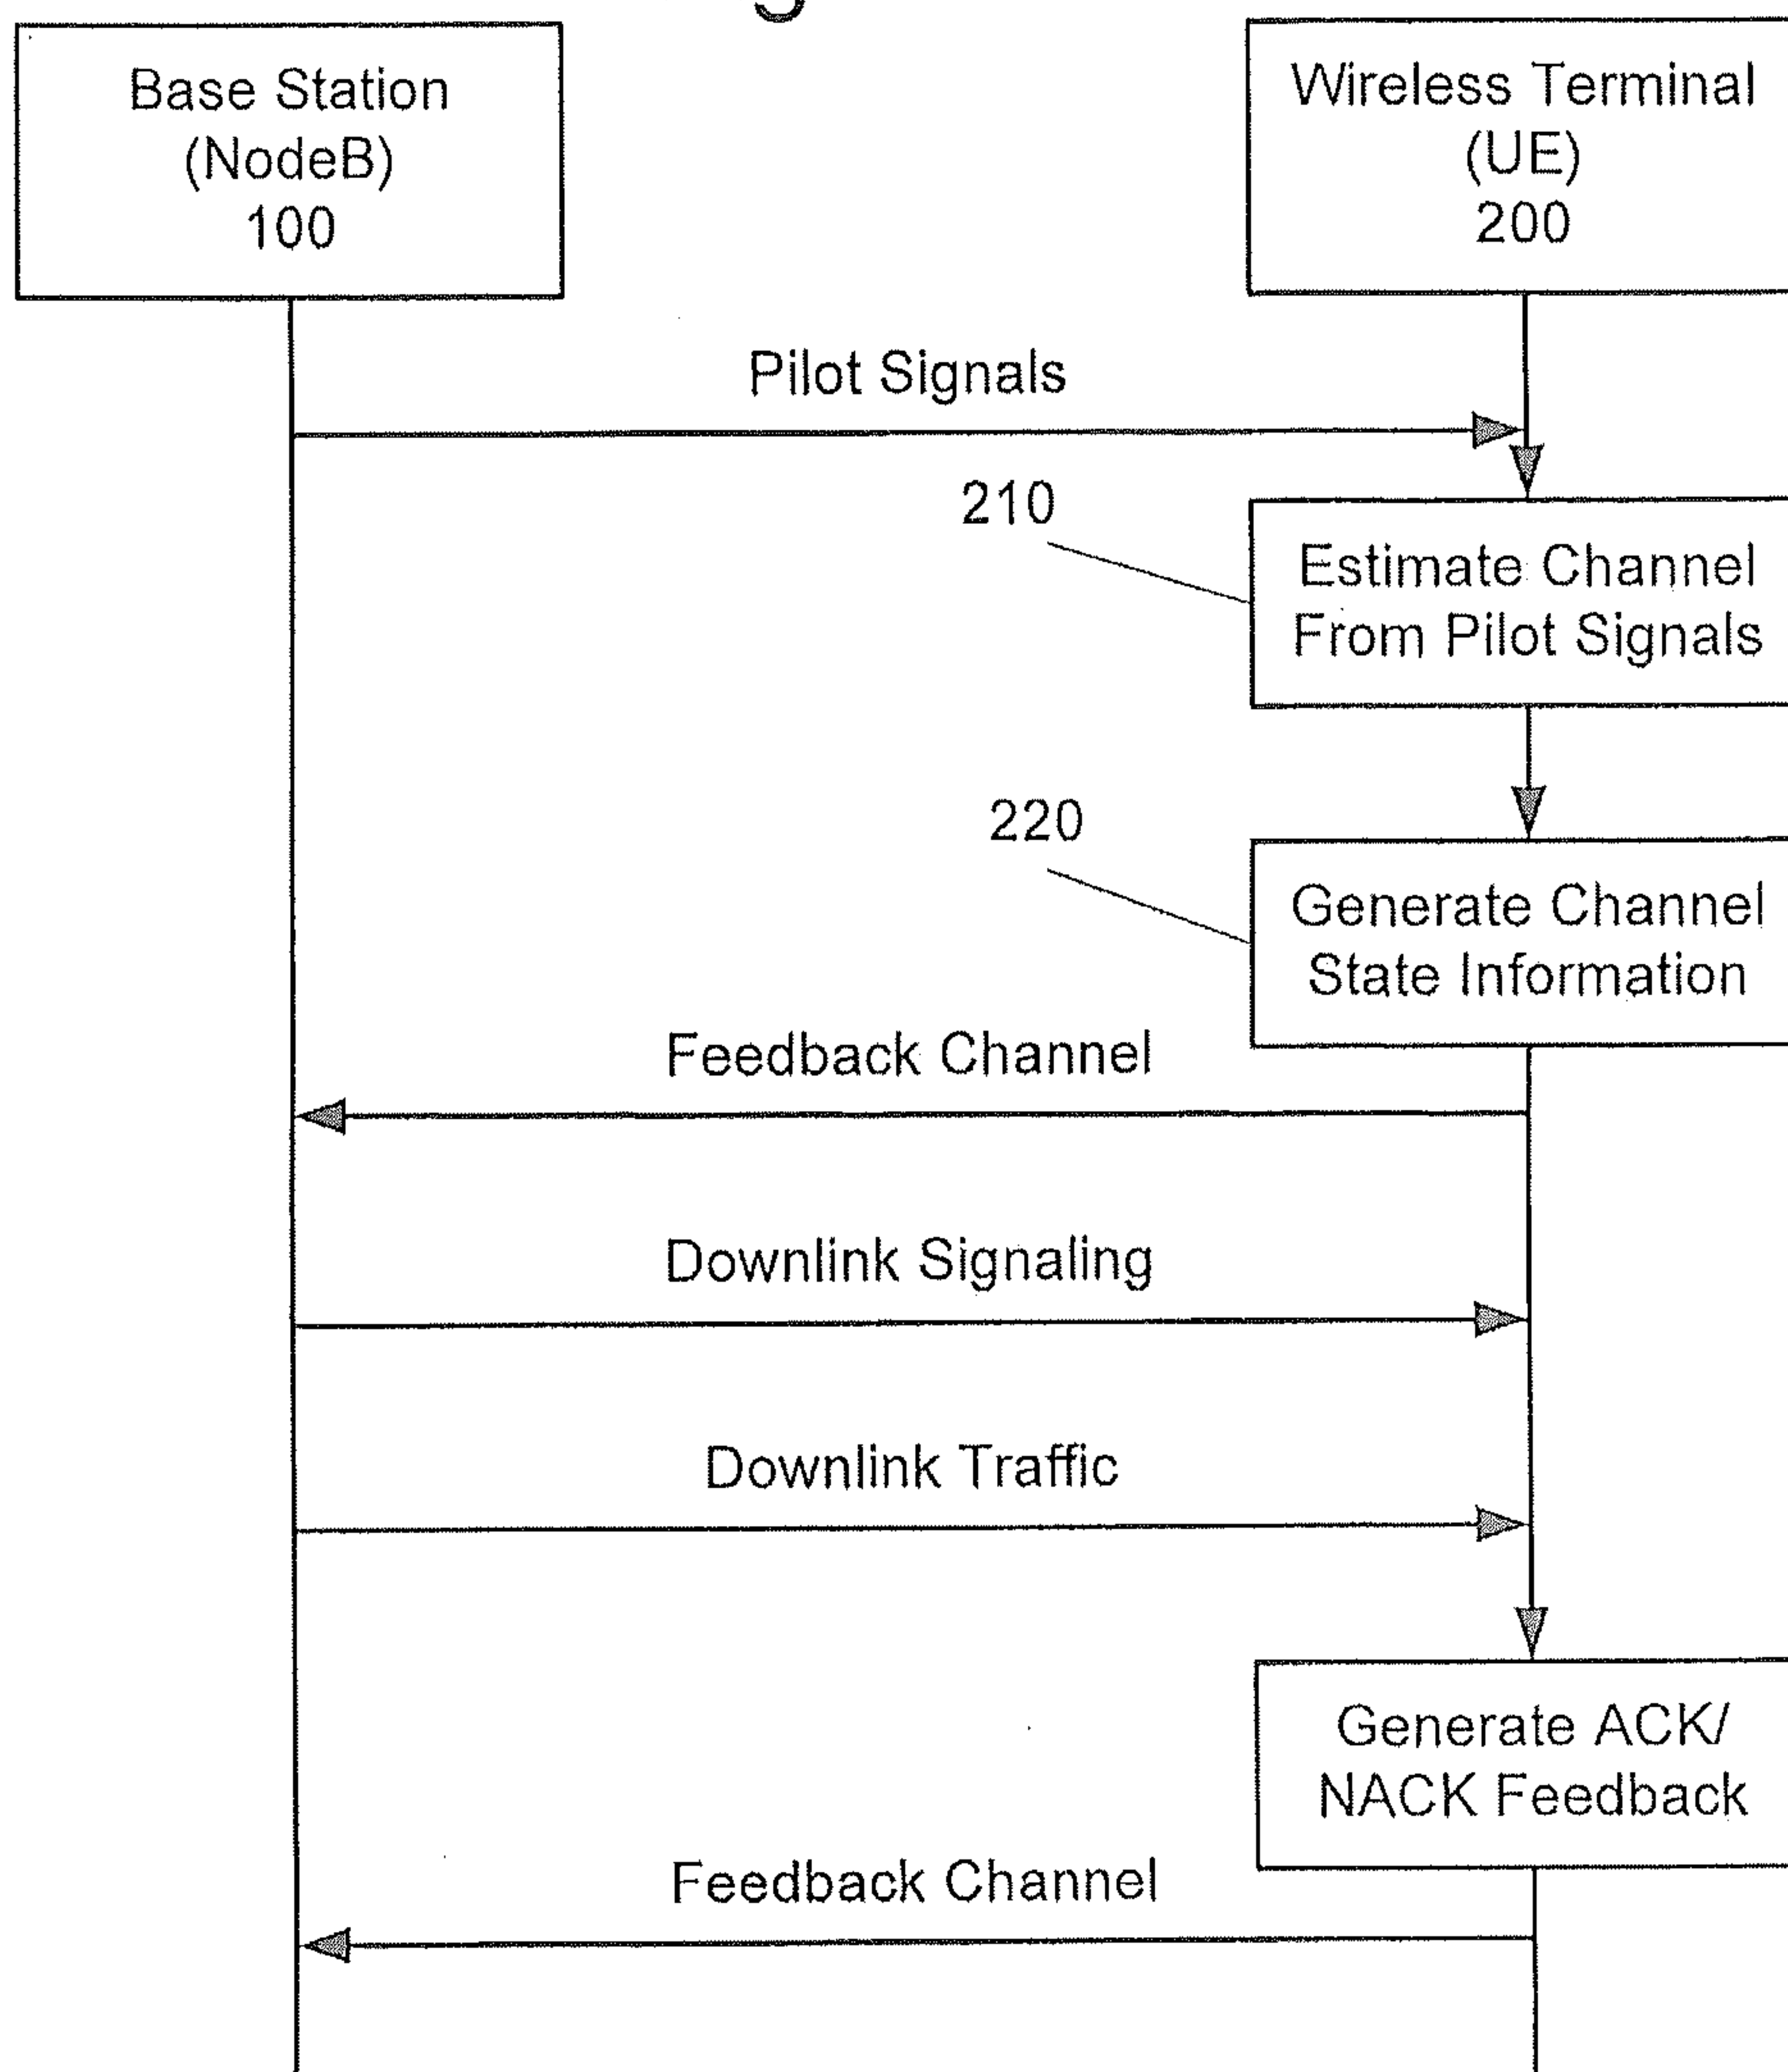 Base Station
(NodeB)
100
Wireless Terminal
(UE)
200
Pilot Signals
210
Estimate Channel
From Pilot Signals
220
Generate Channel
State Information
Feedback Channel
Downlink Signaling
Downlink Traffic
Generate ACK/
NACK Feedback
Feedback Channel